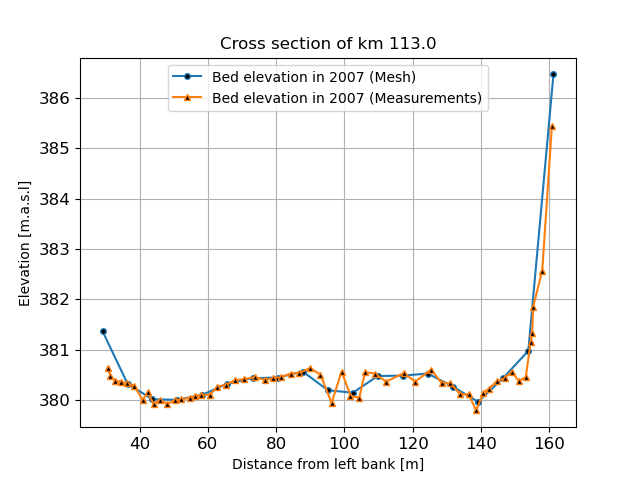 Cross section of km 113.0
Bed elevation in 2007 (Mesh)
Bed elevation in 2007 (Measurements)
386
385
384
383
382
381
380
Elevation [m.a.s.l]
40 60 80 100 120 140 160
Distance from left bank [m]